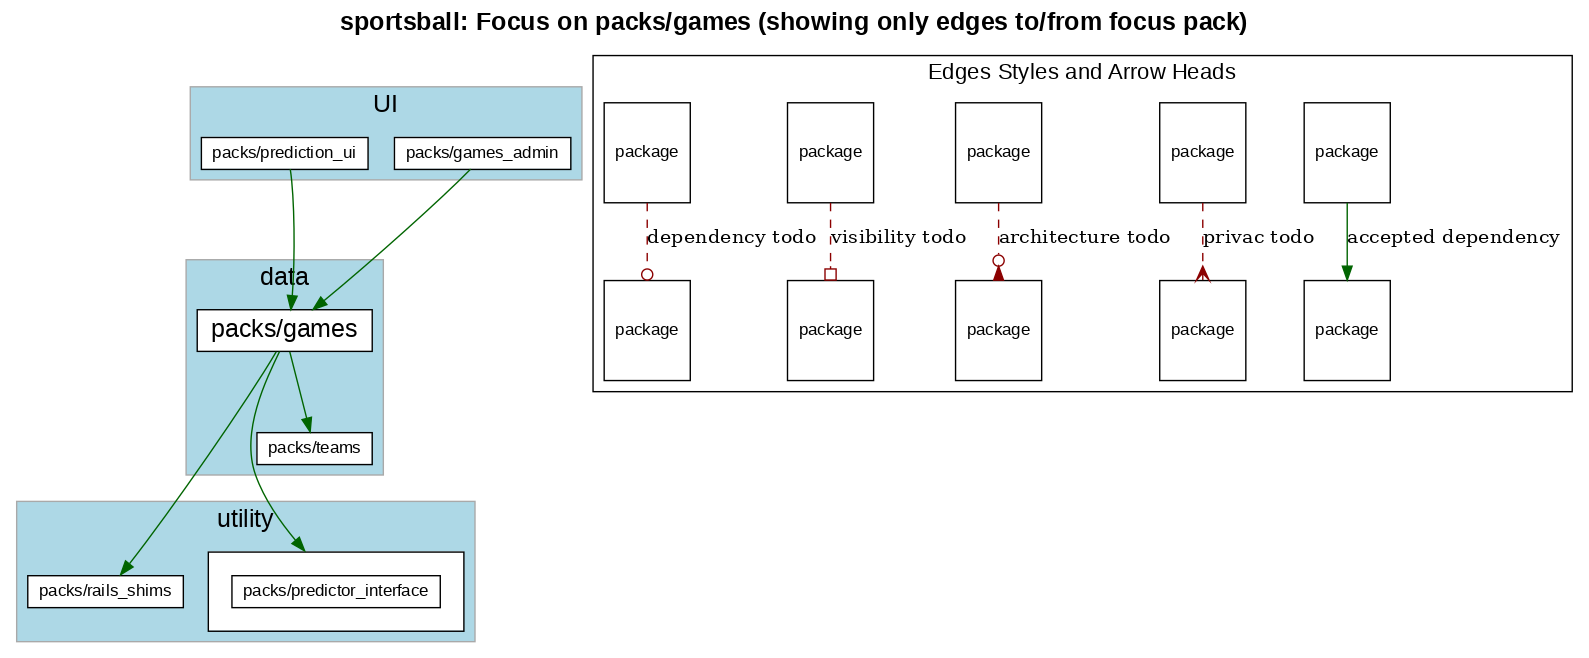 sportsball: Focus on packs/games (showing only edges to/from focus pack)
UI
packs/prediction_ui
packs/games_admin
data
packs/games
packs/teams
utility
packs/rails_shims
packs/predictor_interface
Edges Styles and Arrow Heads
package
package
package
package
package
dependency todo
visibility todo
architecture todo
privac todo
accepted dependency
package
package
package
package
package